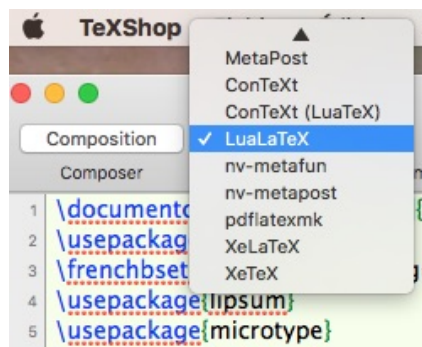 TeXShop
MetaPost
ConTeXt
ConTeXt (LuaTeX)
Composition ✓ LuaLaTeX
Composer nv-metafun
nv-metapost
1 \documentc {
pdflatexmk
2 \usepackag
XeLaTeX
3 \frenchbset g
XeTeX
4 \usepackage{lipsum}
5 \usepackage{microtype}